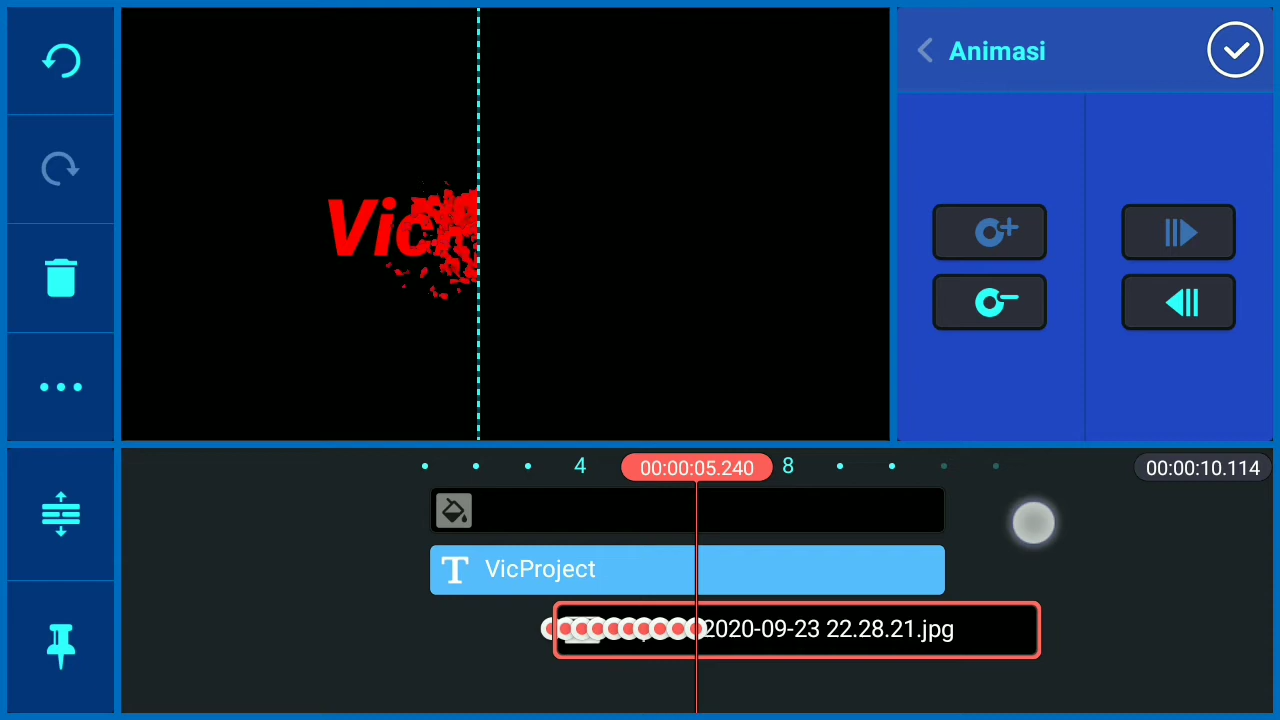 Animasi
Vic
4
00:00:05.240
8
00:00:10.114
T VicProject
2020-09-23 22.28.21.jpg